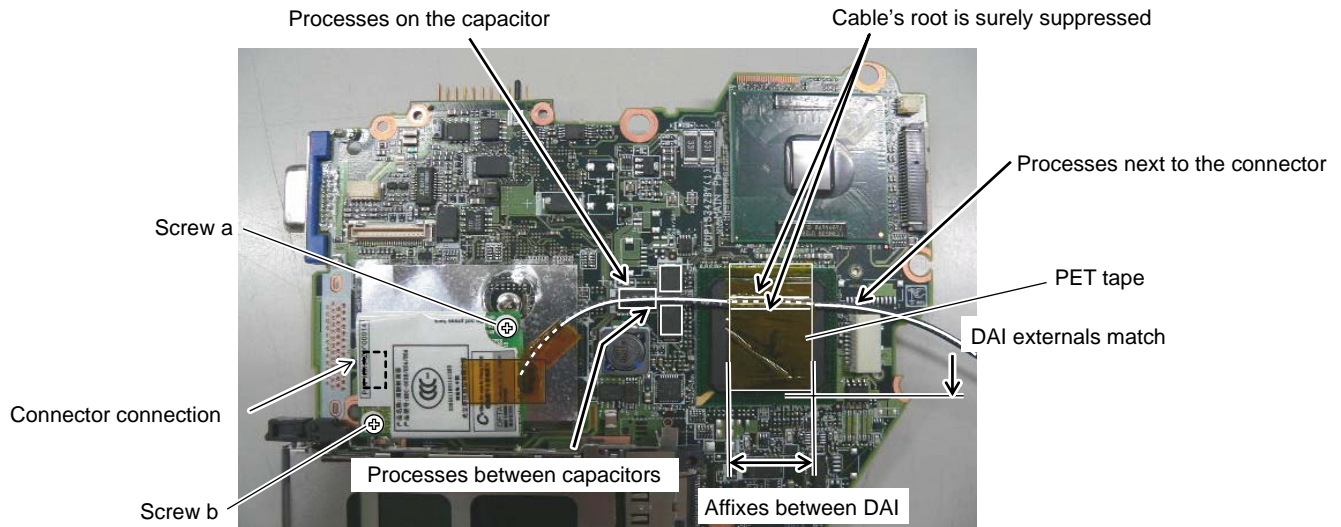 Processes on the capacitor
Cable's root is surely suppressed
Processes next to the connector
Screw a
PET tape
DAI externals match
Connector connection
Processes between capacitors
Affixes between DAI
Screw b